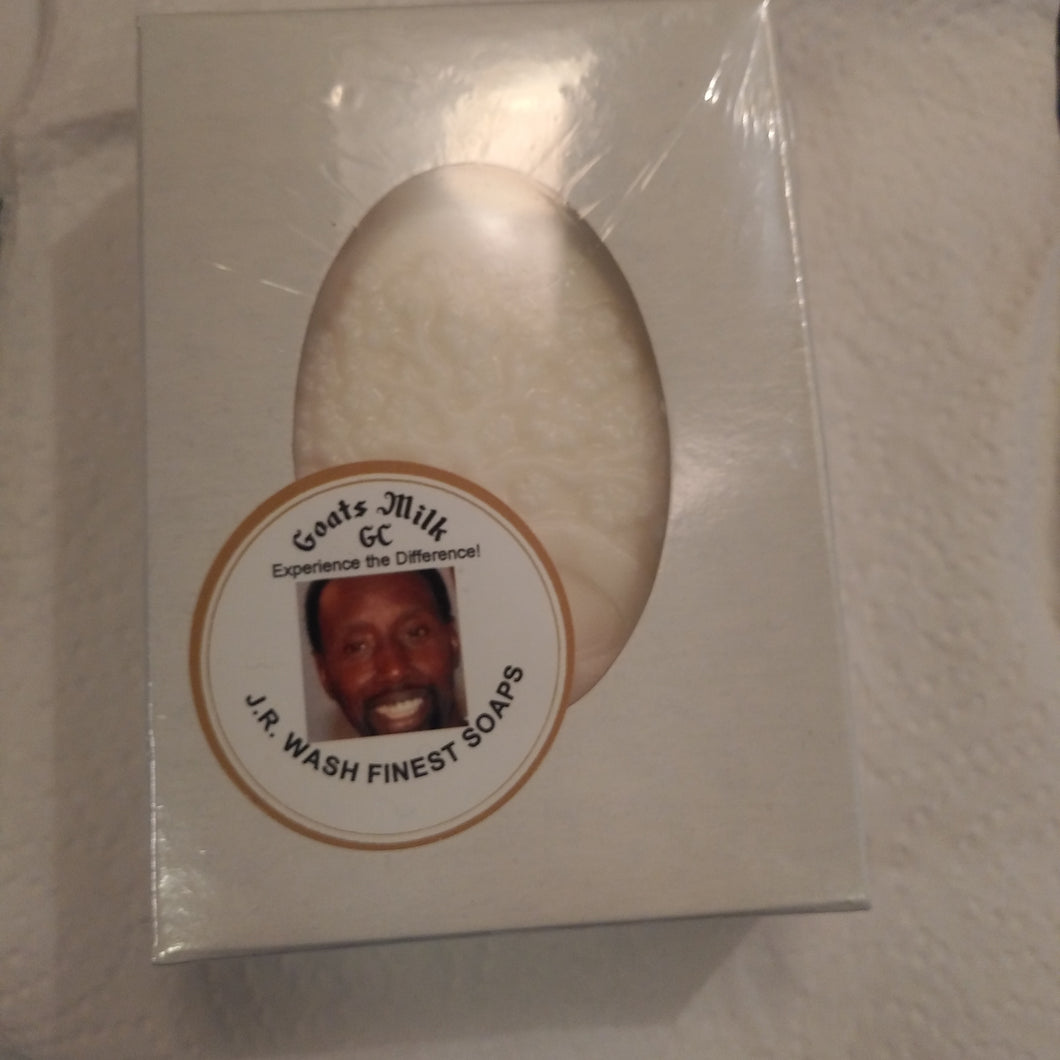 Goats Milk
GC
Experience the Difference!
J.R. WASH FINEST SOAPS